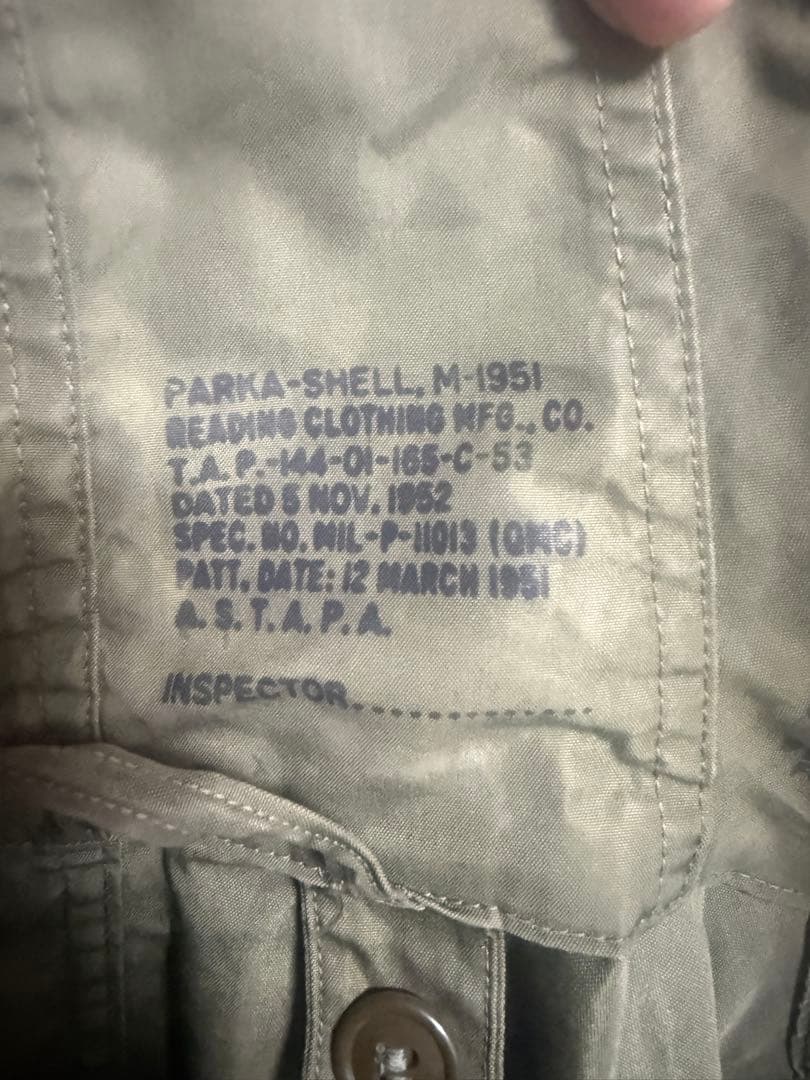 PARKA-SHELL, M-1951
READING CLOTHING MFG., CO.
T.A.P.-144-01-165-C-53
DATED 5 NOV. 1952
SPEC. NO. MIL-P-11013 (QMC)
PATT. DATE: 12 MARCH 1951
A.S.T.A.P.A.
INSPECTOR..............